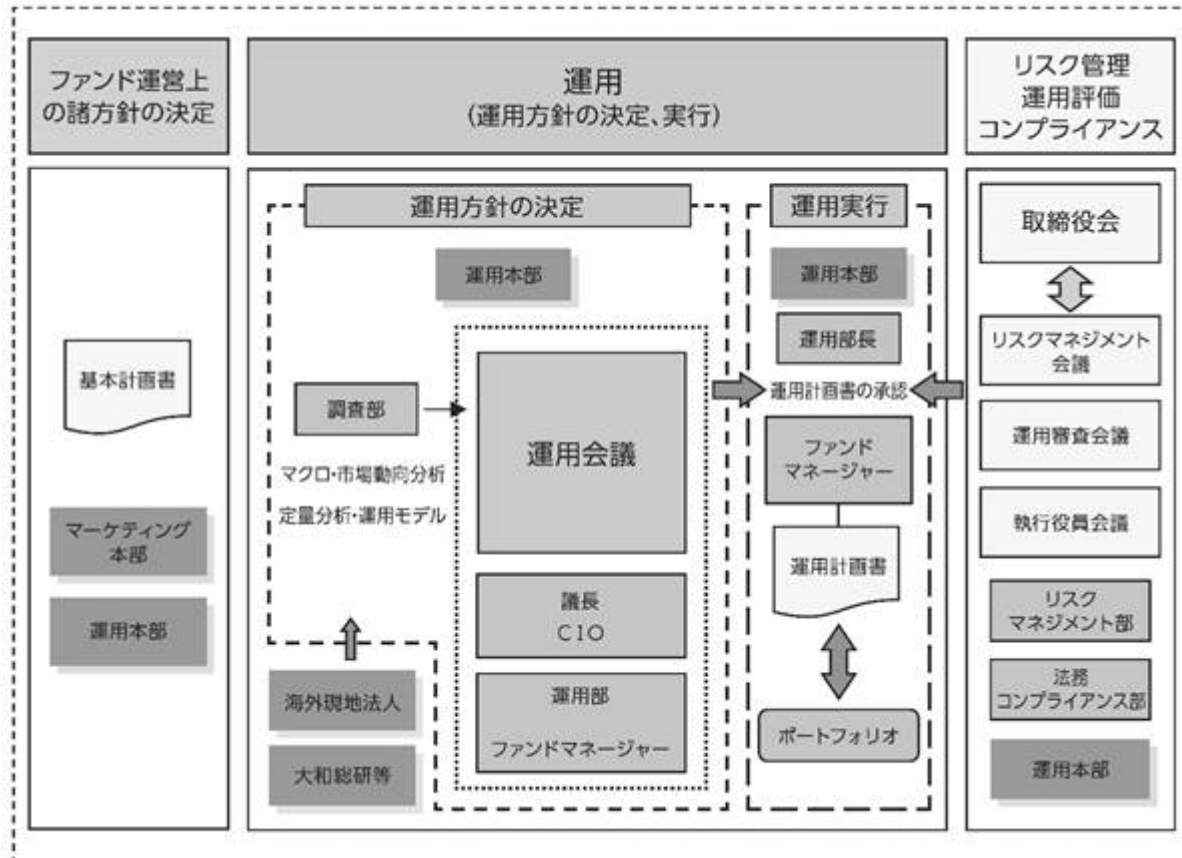 ファンド運営上
の諸方針の決定
運用
(運用方針の決定、実行)
リスク管理
運用評価
コンプライアンス
基本計画書
マーケティング
本部
運用本部
運用方針の決定
運用本部
調査部
マクロ・市場動向分析
定量分析・運用モデル
海外現地法人
大和総研等
運用会議
議長
CIO
運用部
ファンドマネージャー
運用実行
運用本部
運用部長
運用計画書の承認
ファンド
マネージャー
運用計画書
ポートフォリオ
取締役会
リスクマネジメント
会議
運用審査会議
執行役員会議
リスク
マネジメント部
法務
コンプライアンス部
運用本部